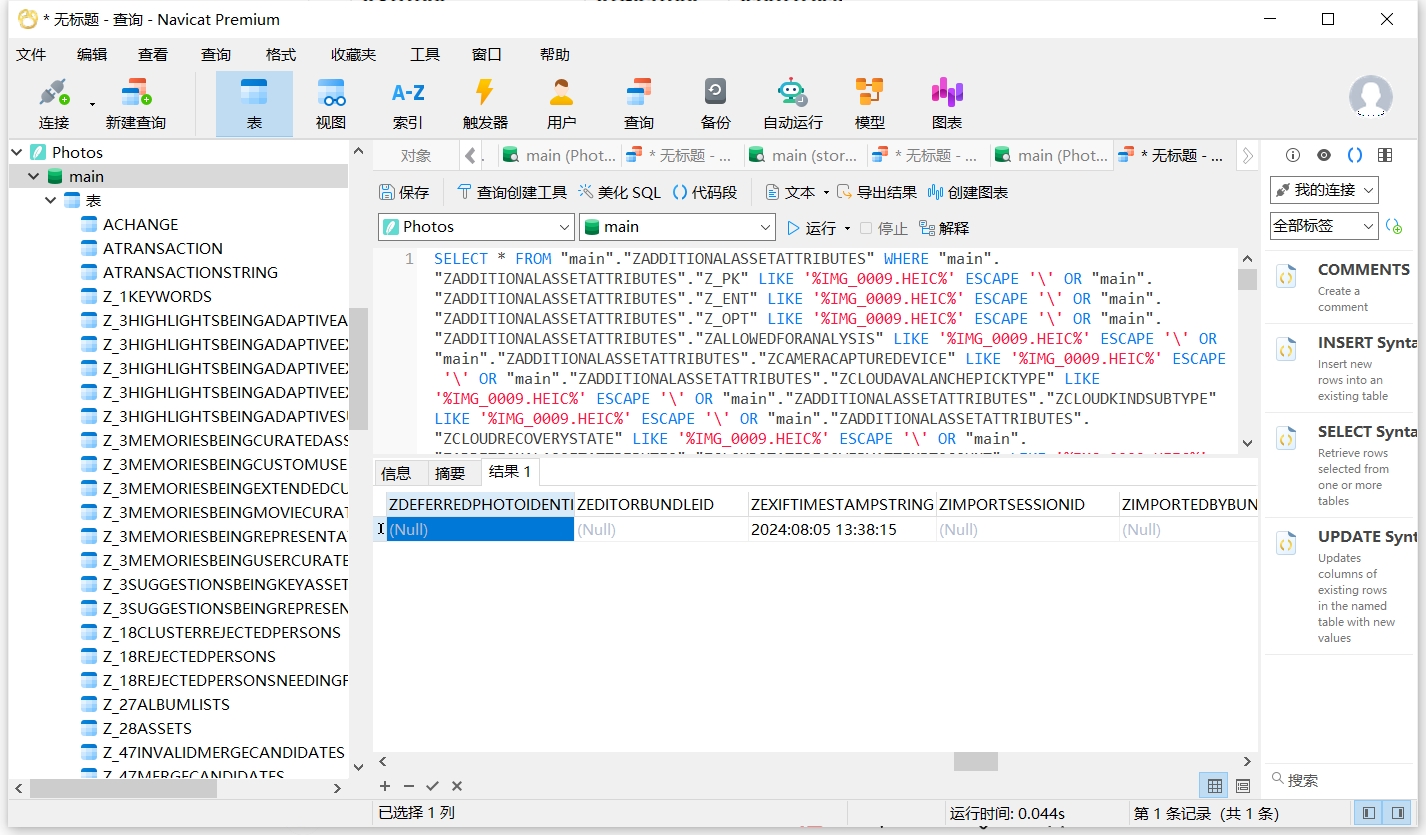 * 无标题 - 查询 - Navicat Premium
文件 编辑 查看 查询 格式 收藏夹 工具 窗口 帮助
连接 新建查询 表 视图 A-Z 索引 触发器 用户 查询 备份 自动运行 模型 图表
Photos
main
表
ACHANGE
ATRANSACTION
ATRANSACTIONSTRING
Z_1KEYWORDS
Z_3HIGHLIGHTSBEINGADAPTIVEA
Z_3HIGHLIGHTSBEINGADAPTIVEE
Z_3HIGHLIGHTSBEINGADAPTIVEE
Z_3HIGHLIGHTSBEINGADAPTIVEE
Z_3HIGHLIGHTSBEINGADAPTIVES
Z_3MEMORIESBEINGCURATEDASS
Z_3MEMORIESBEINGCUSTOMUSE
Z_3MEMORIESBEINGEXTENDEDCU
Z_3MEMORIESBEINGMOVIECURAT
Z_3MEMORIESBEINGREPRESENTA
Z_3MEMORIESBEINGUSERCURATE
Z_3SUGGESTIONSBEINGKEYASSET
Z_3SUGGESTIONSBEINGREPRESEN
Z_18CLUSTERREJECTEDPERSONS
Z_18REJECTEDPERSONS
Z_18REJECTEDPERSONSNEEDINGF
Z_27ALBUMLISTS
Z_28ASSETS
Z_47INVALIDMERGECANDIDATES
Z_47MERGECANDIDATES
对象 main (Phot... * 无标题 - ... main (stor... * 无标题 - ... main (Phot... * 无标题 - ...
保存 查询创建工具 美化 SQL () 代码段 文本 导出结果 创建图表
Photos main 运行 停止 解释
1 SELECT * FROM "main"."ZADDITIONALASSETATTRIBUTES" WHERE "main".
"ZADDITIONALASSETATTRIBUTES"."Z_PK" LIKE '%IMG_0009.HEIC%' ESCAPE '\' OR "main".
"ZADDITIONALASSETATTRIBUTES"."Z_ENT" LIKE '%IMG_0009.HEIC%' ESCAPE '\' OR "main".
"ZADDITIONALASSETATTRIBUTES"."Z_OPT" LIKE '%IMG_0009.HEIC%' ESCAPE '\' OR "main".
"ZADDITIONALASSETATTRIBUTES"."ZALLOWEDFORANALYSIS" LIKE '%IMG_0009.HEIC%' ESCAPE '\' OR
"main"."ZADDITIONALASSETATTRIBUTES"."ZCAMERACAPTUREDEVICE" LIKE '%IMG_0009.HEIC%' ESCAPE
'\' OR "main"."ZADDITIONALASSETATTRIBUTES"."ZCLOUDAVALANCHEPICKTYPE" LIKE
'%IMG_0009.HEIC%' ESCAPE '\' OR "main"."ZADDITIONALASSETATTRIBUTES"."ZCLOUDKINDSUBTYPE"
LIKE '%IMG_0009.HEIC%' ESCAPE '\' OR "main"."ZADDITIONALASSETATTRIBUTES".
"ZCLOUDRECOVERYSTATE" LIKE '%IMG_0009.HEIC%' ESCAPE '\' OR "main".
信息 摘要 结果 1
ZDEFERREDPHOTOIDENTI ZEDITORBUNDLEID ZEXIFTIMESTAMPSTRING ZIMPORTSESSIONID ZIMPORTEDBYBUN
(Null) (Null) 2024:08:05 13:38:15 (Null) (Null)
已选择 1 列 运行时间: 0.044s 第 1 条记录 (共 1 条)
我的连接
全部标签
COMMENTS
Create a
comment
INSERT Synta
Insert new
rows into an
existing table
SELECT Synta
Retrieve rows
selected from
one or more
tables
UPDATE Synt
Updates
columns of
existing rows
in the named
table with new
values
搜索